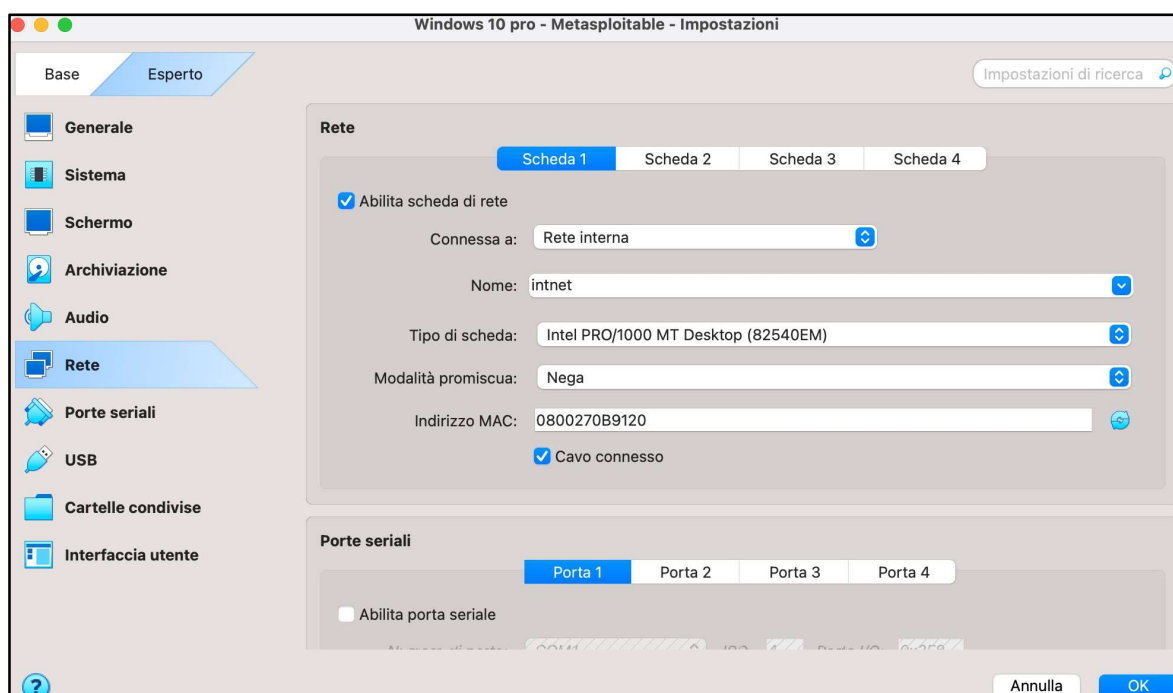 Windows 10 pro - Metasploitable - Impostazioni
Base
Esperto
Impostazioni di ricerca
Generale
Sistema
Schermo
Archiviazione
Audio
Rete
Porte seriali
USB
Cartelle condivise
Interfaccia utente
Rete
Scheda 1
Scheda 2
Scheda 3
Scheda 4
Abilita scheda di rete
Connessa a: Rete interna
Nome: intnet
Tipo di scheda: Intel PRO/1000 MT Desktop (82540EM)
Modalità promiscua: Nega
Indirizzo MAC: 0800270B9120
Cavo connesso
Porte seriali
Porta 1
Porta 2
Porta 3
Porta 4
Abilita porta seriale
?
Annulla
OK